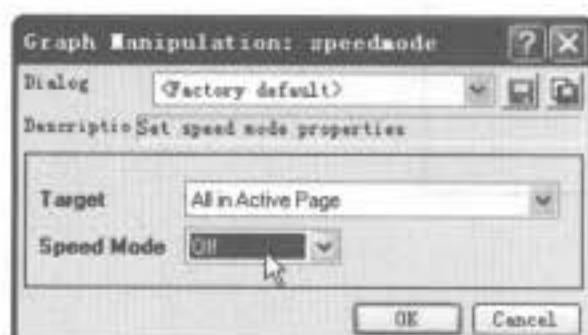 Graph Manipulation: speedmode
Dialog <Factory default>
Descriptio Set speed mode properties
Target All in Active Page
Speed Mode Off
OK Cancel